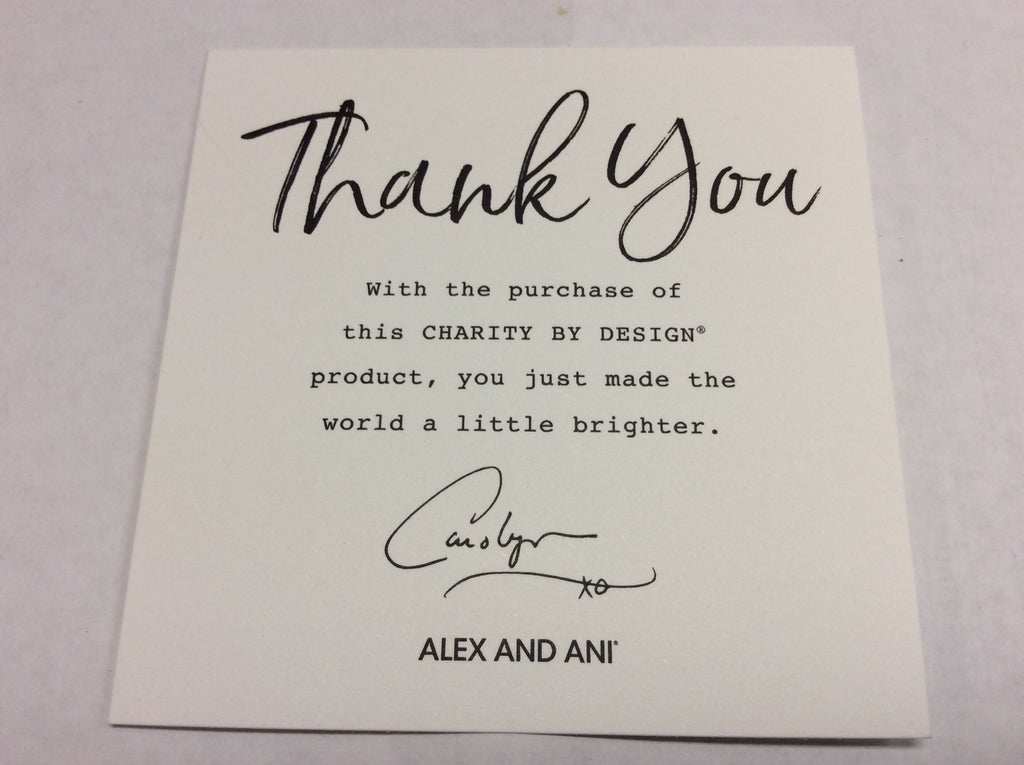 Thank You
With the purchase of
this CHARITY BY DESIGN®
product, you just made the
world a little brighter.
Carolyn
xo
ALEX AND ANI®